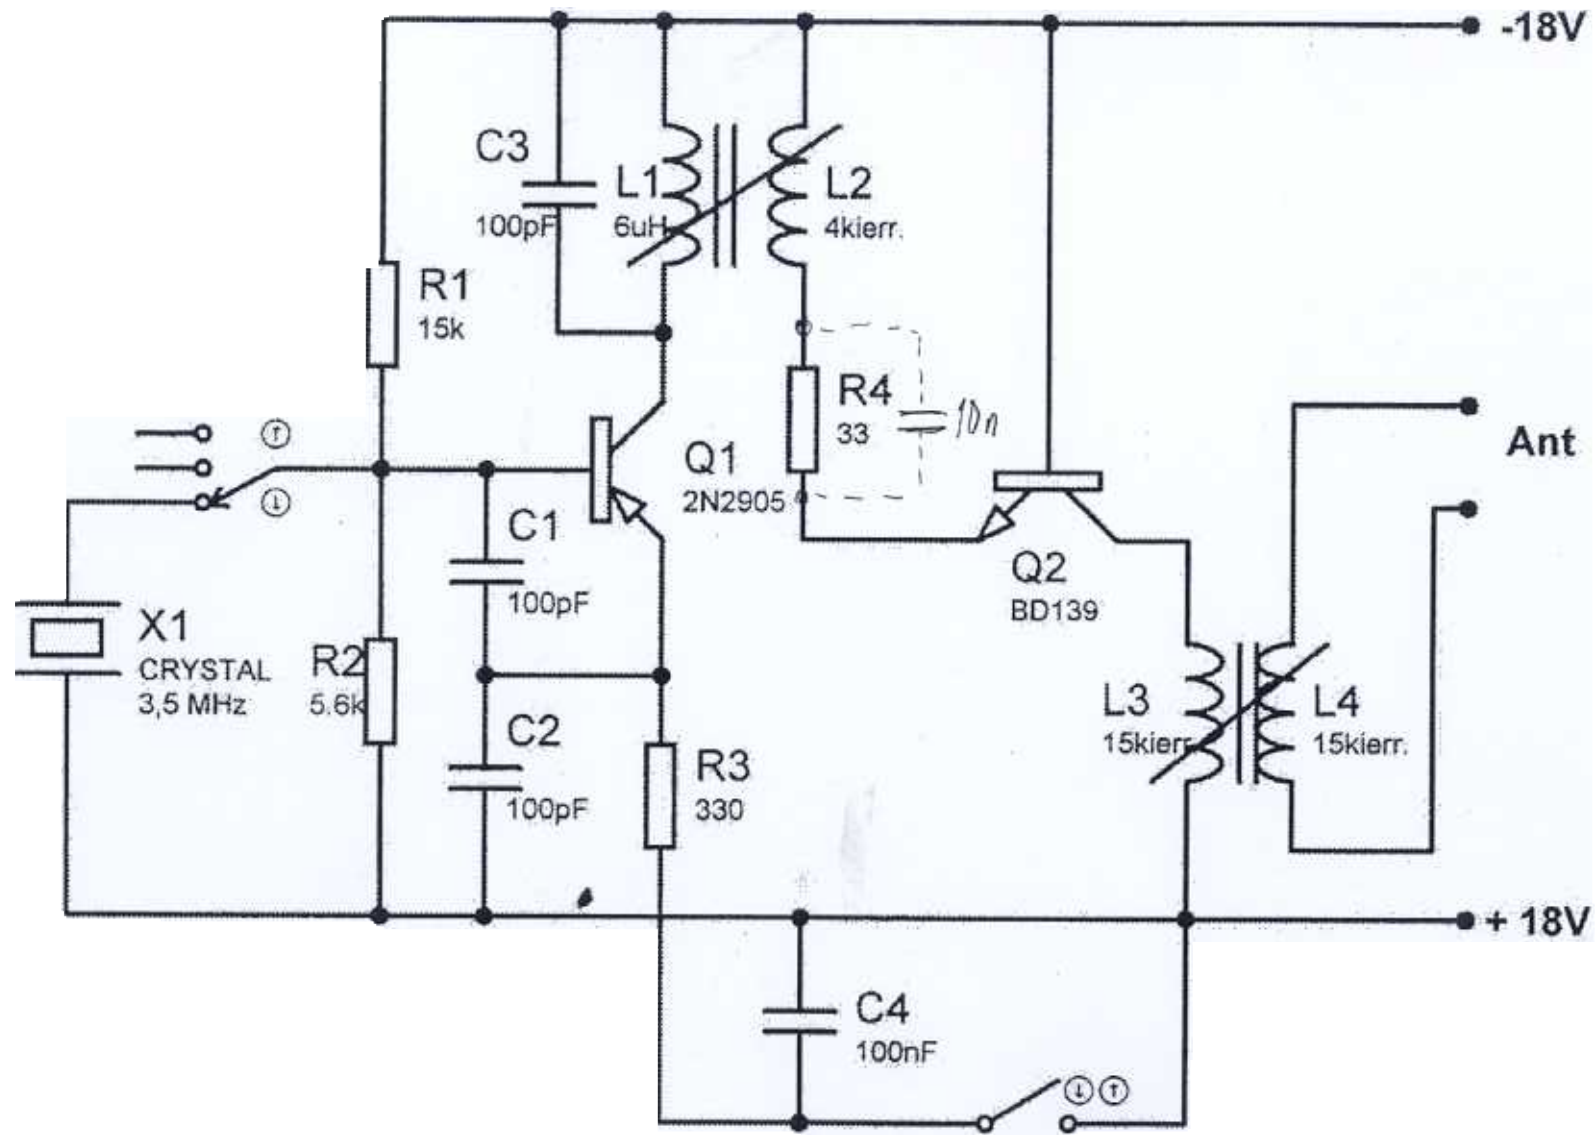 -18V
C3
100pF
L1
6uH
L2
4kierr.
R1
15k
R4
33
10n
Ant
Q1
2N2905
C1
100pF
Q2
BD139
X1
CRYSTAL
3,5 MHz
R2
5.6k
C2
100pF
R3
330
L3
15kierr.
L4
15kierr.
+ 18V
C4
100nF